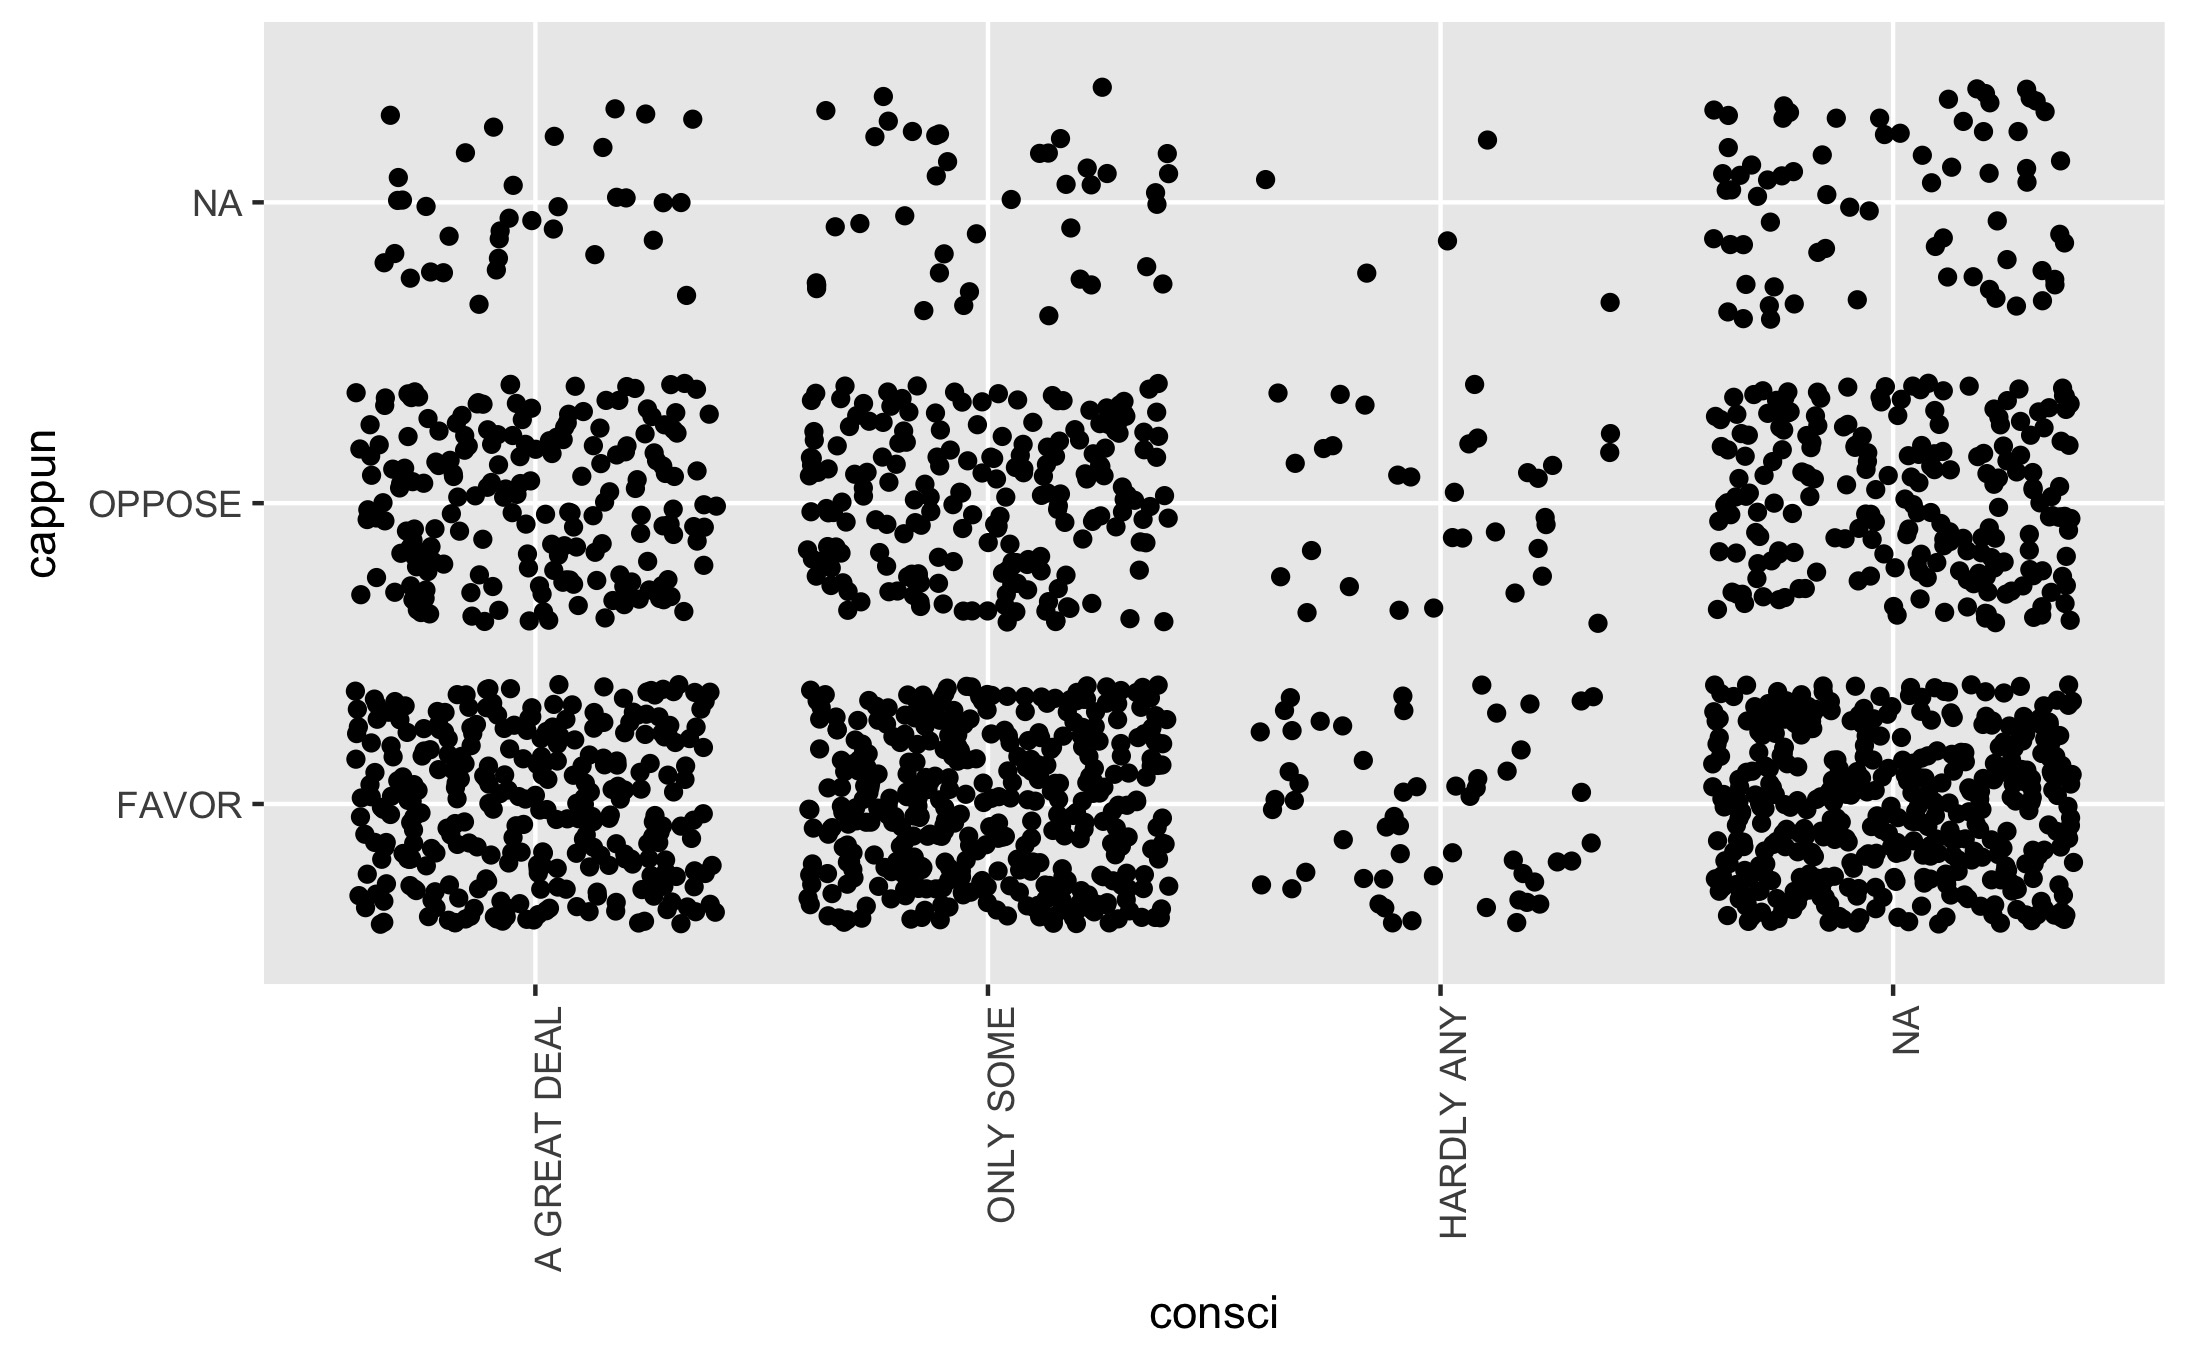 cappun
NA
OPPOSE
FAVOR
A GREAT DEAL
ONLY SOME
HARDLY ANY
NA
consci